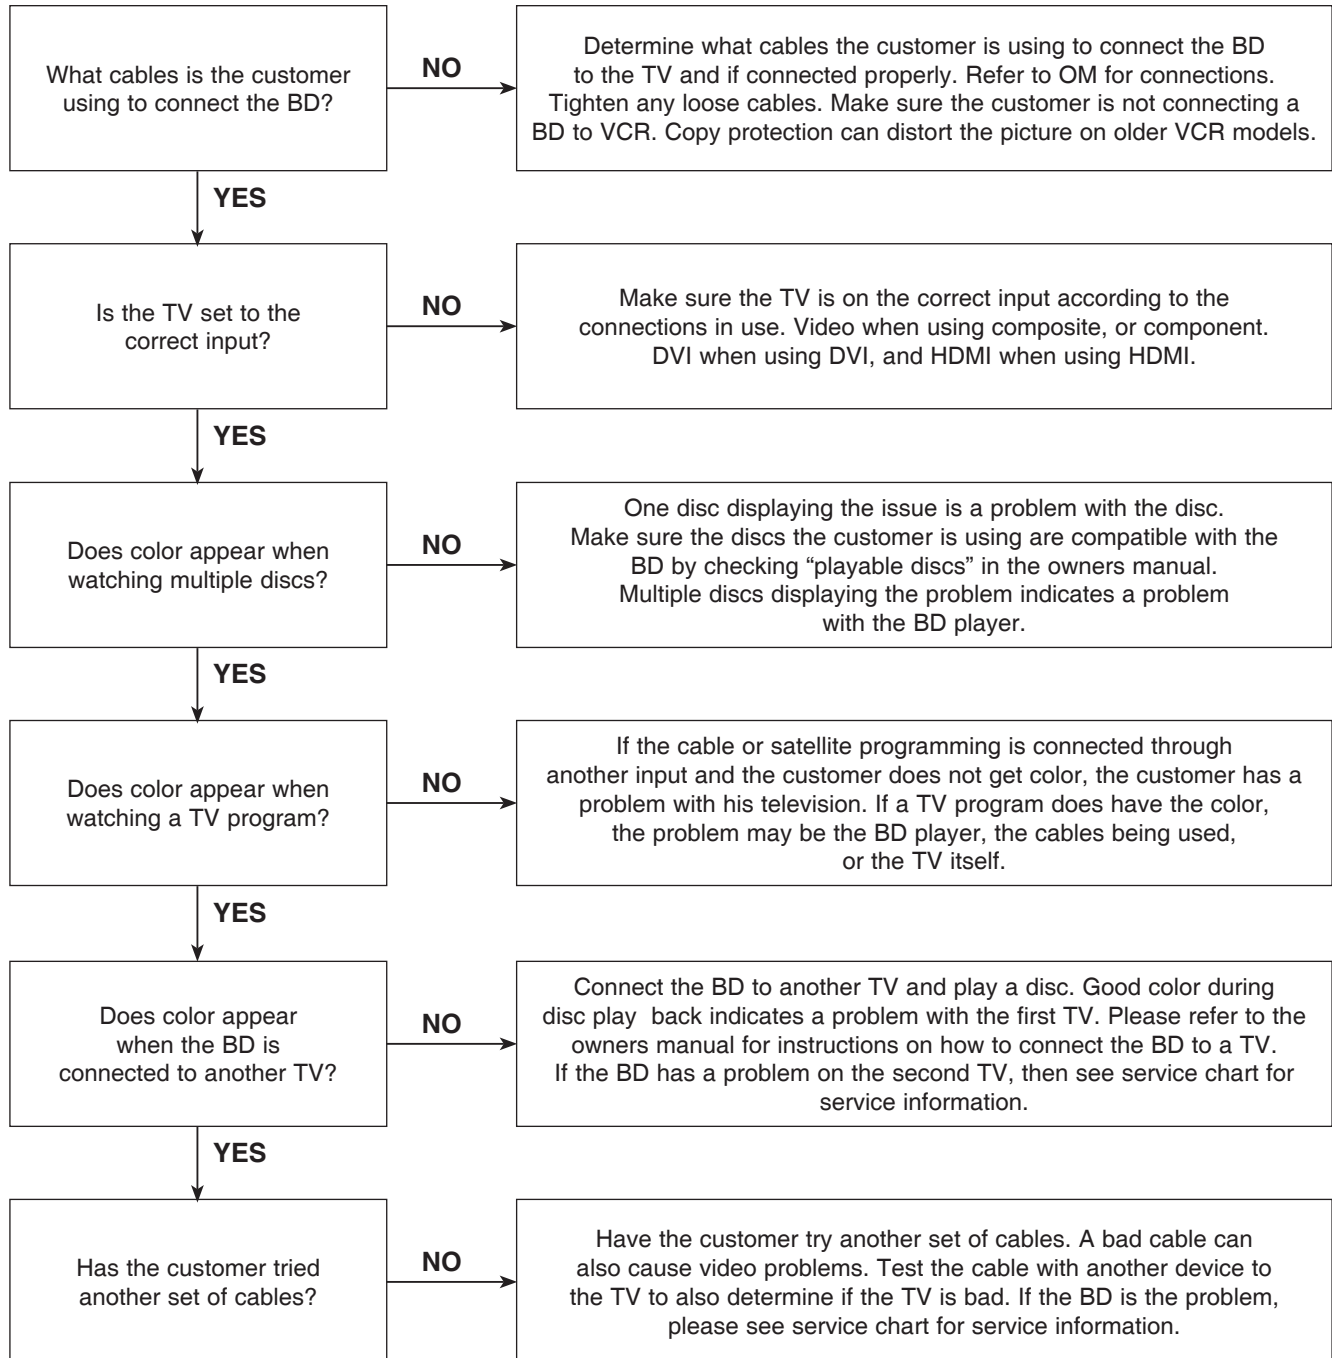 What cables is the customer
using to connect the BD?
NO
Determine what cables the customer is using to connect the BD
to the TV and if connected properly. Refer to OM for connections.
Tighten any loose cables. Make sure the customer is not connecting a
BD to VCR. Copy protection can distort the picture on older VCR models.
YES
Is the TV set to the
correct input?
NO
Make sure the TV is on the correct input according to the
connections in use. Video when using composite, or component.
DVI when using DVI, and HDMI when using HDMI.
YES
Does color appear when
watching multiple discs?
NO
One disc displaying the issue is a problem with the disc.
Make sure the discs the customer is using are compatible with the
BD by checking “playable discs” in the owners manual.
Multiple discs displaying the problem indicates a problem
with the BD player.
YES
Does color appear when
watching a TV program?
NO
If the cable or satellite programming is connected through
another input and the customer does not get color, the customer has a
problem with his television. If a TV program does have the color,
the problem may be the BD player, the cables being used,
or the TV itself.
YES
Does color appear
when the BD is
connected to another TV?
NO
Connect the BD to another TV and play a disc. Good color during
disc play back indicates a problem with the first TV. Please refer to the
owners manual for instructions on how to connect the BD to a TV.
If the BD has a problem on the second TV, then see service chart for
service information.
YES
Has the customer tried
another set of cables?
NO
Have the customer try another set of cables. A bad cable can
also cause video problems. Test the cable with another device to
the TV to also determine if the TV is bad. If the BD is the problem,
please see service chart for service information.